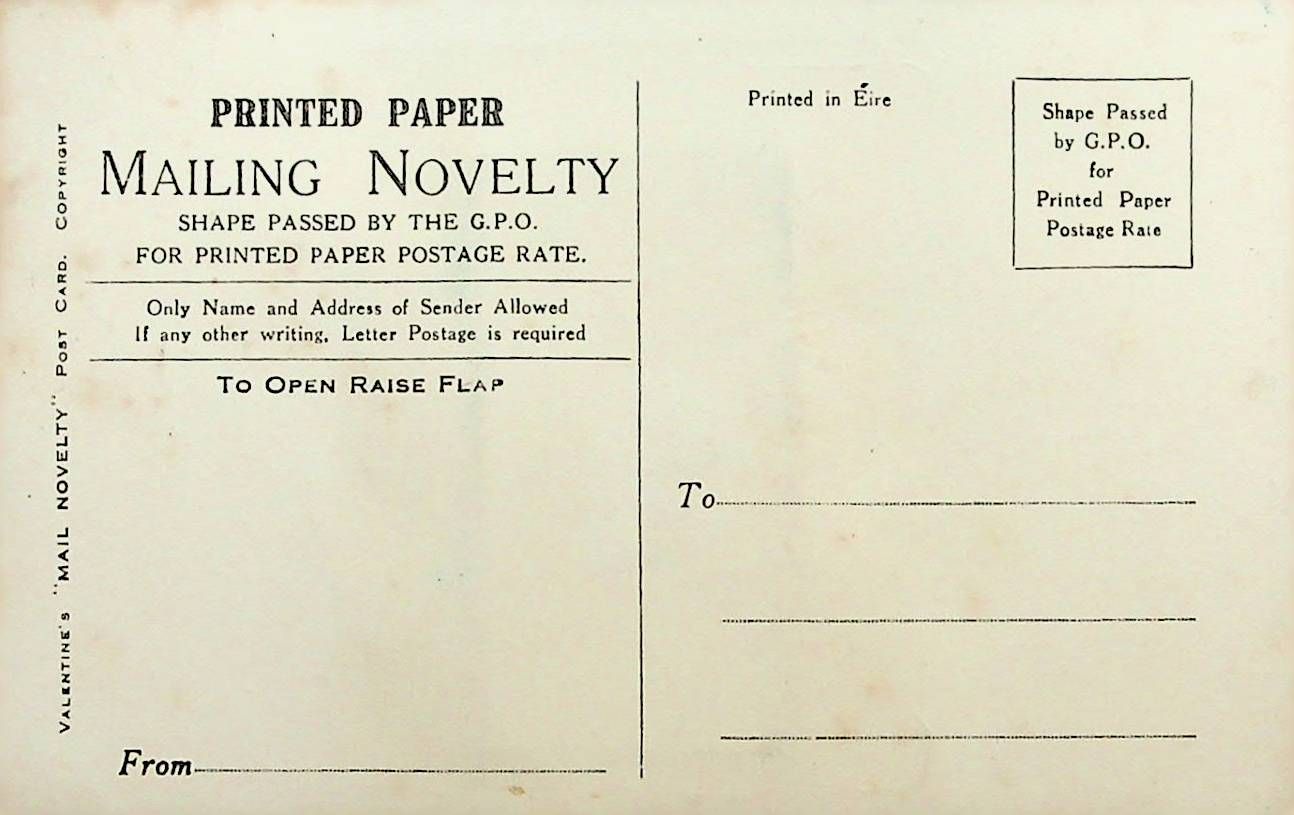 VALENTINE'S "MAIL NOVELTY" POST CARD. COPYRIGHT
PRINTED PAPER
MAILING NOVELTY
SHAPE PASSED BY THE G.P.O.
FOR PRINTED PAPER POSTAGE RATE.
Only Name and Address of Sender Allowed
If any other writing, Letter Postage is required
TO OPEN RAISE FLAP
From
Printed in Éire
Shape Passed
by G.P.O.
for
Printed Paper
Postage Rate
To